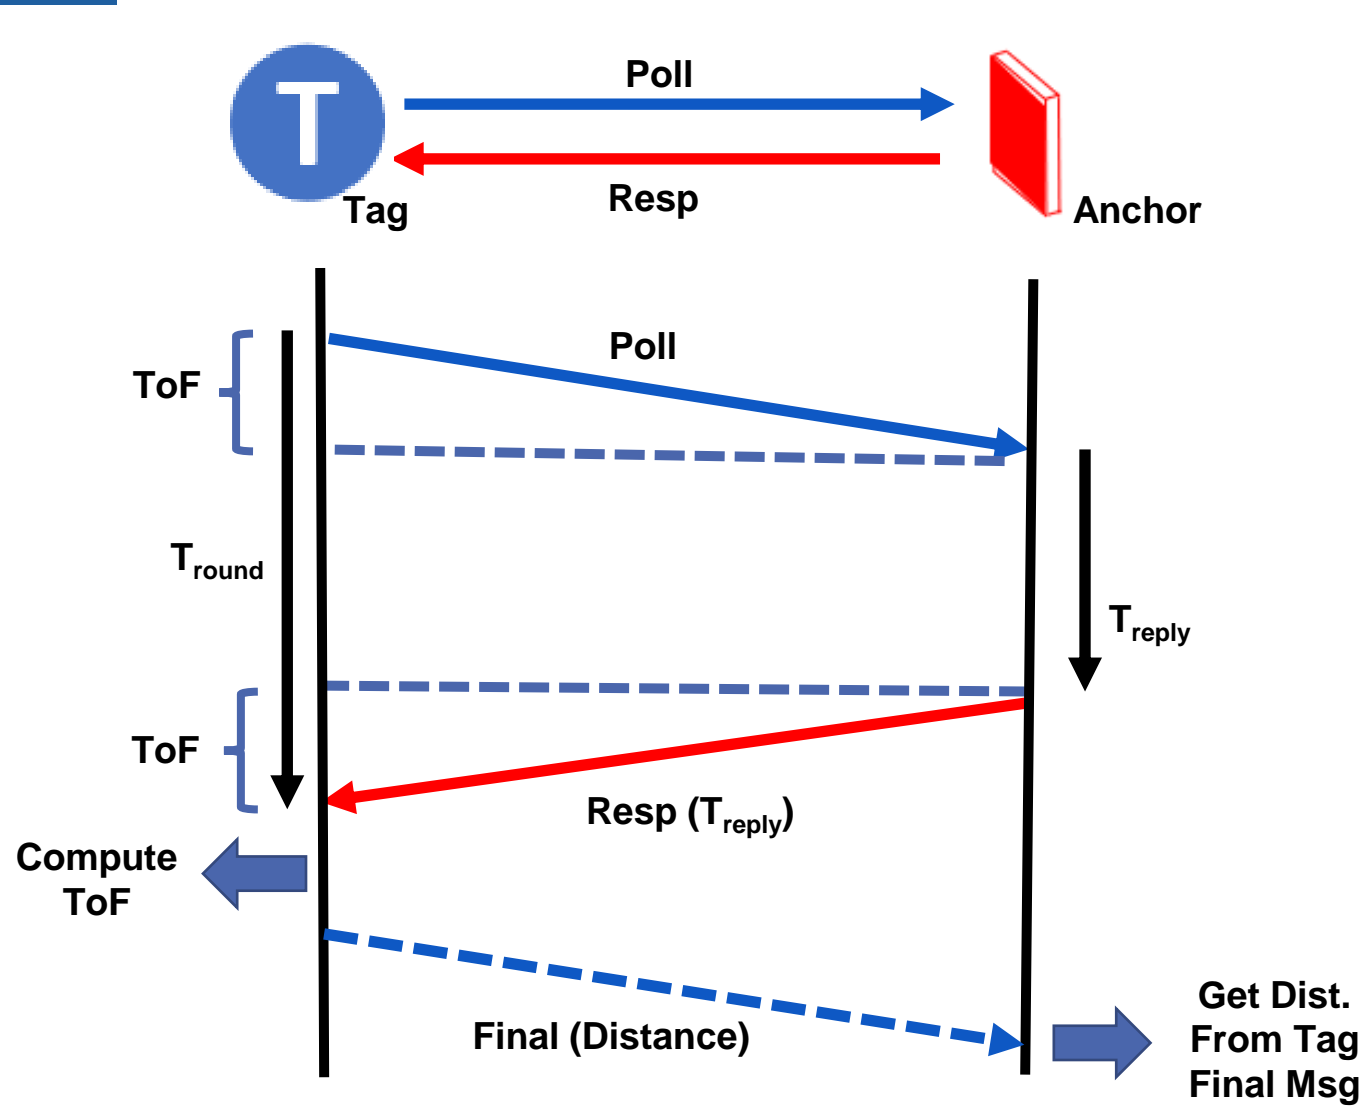 T
Poll
Resp
Tag
Anchor
Poll
ToF
Tround
Treply
ToF
Resp (Treply)
Compute
ToF
Final (Distance)
Get Dist.
From Tag
Final Msg